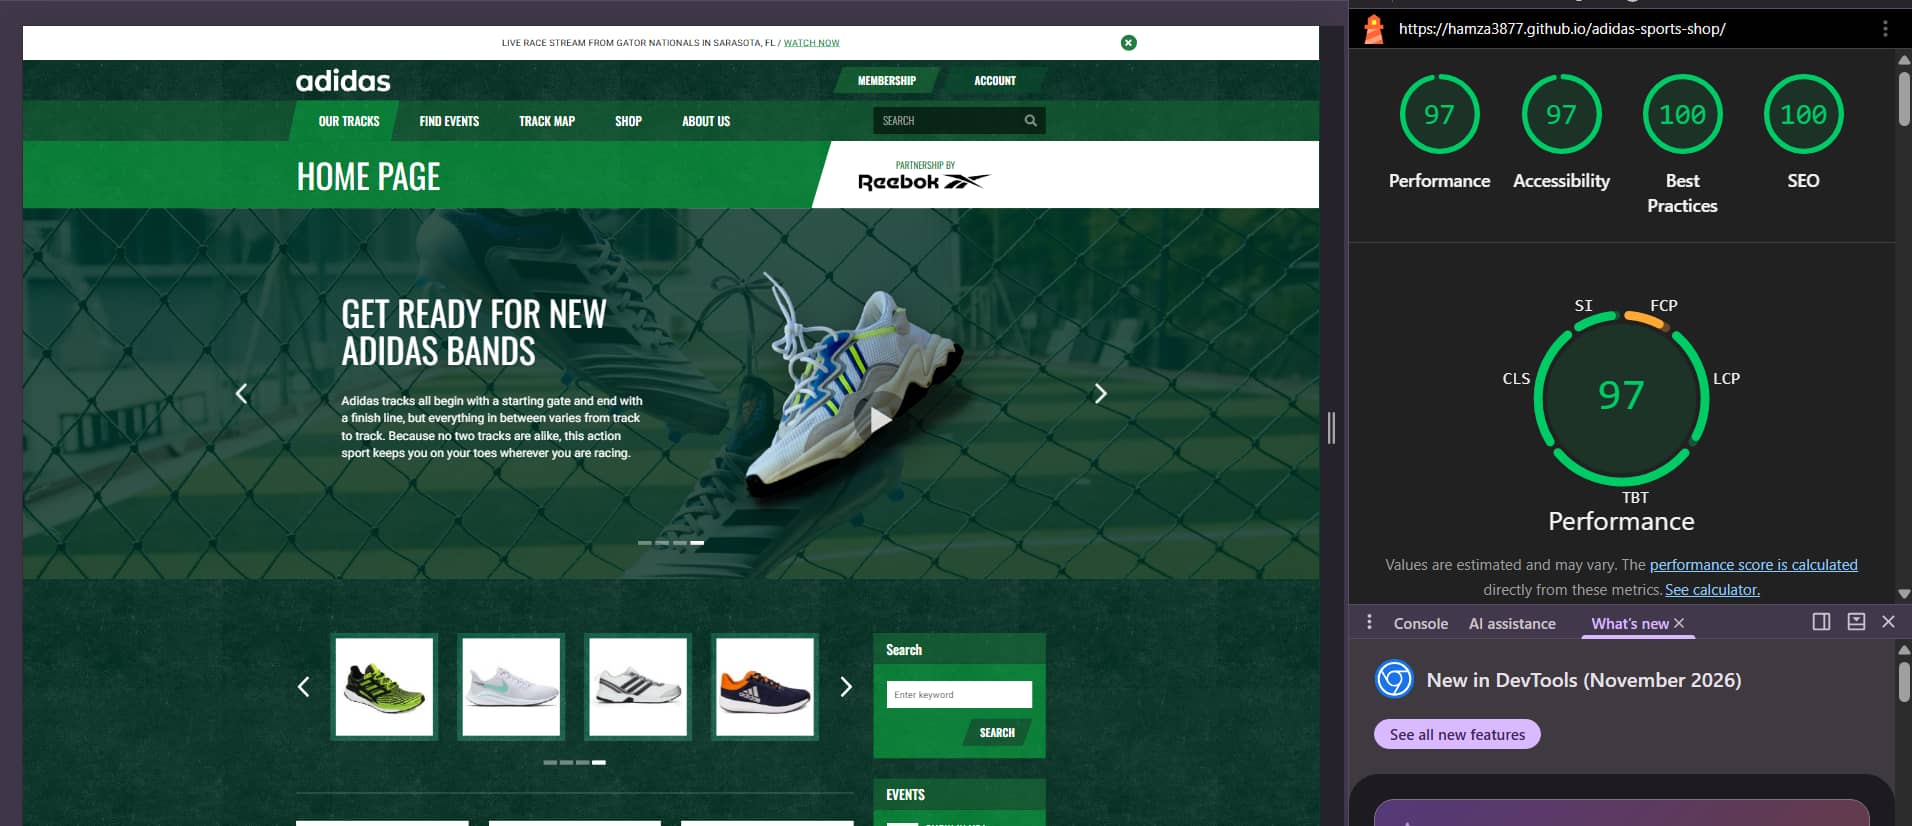 LIVE RACE STREAM FROM GATOR NATIONALS IN SARASOTA, FL / WATCH NOW
adidas
MEMBERSHIP
ACCOUNT
OUR TRACKS
FIND EVENTS
TRACK MAP
SHOP
ABOUT US
SEARCH
HOME PAGE
PARTNERSHIP BY
Reebok
GET READY FOR NEW
ADIDAS BANDS
Adidas tracks all begin with a starting gate and end with
a finish line, but everything in between varies from track
to track. Because no two tracks are alike, this action
sport keeps you on your toes wherever you are racing.
Search
Enter keyword
SEARCH
EVENTS
https://hamza3877.github.io/adidas-sports-shop/
97
97
100
100
Performance
Accessibility
Best
Practices
SEO
SI
FCP
CLS
LCP
97
TBT
Performance
Values are estimated and may vary. The performance score is calculated
directly from these metrics. See calculator.
Console
AI assistance
What's new
New in DevTools (November 2026)
See all new features